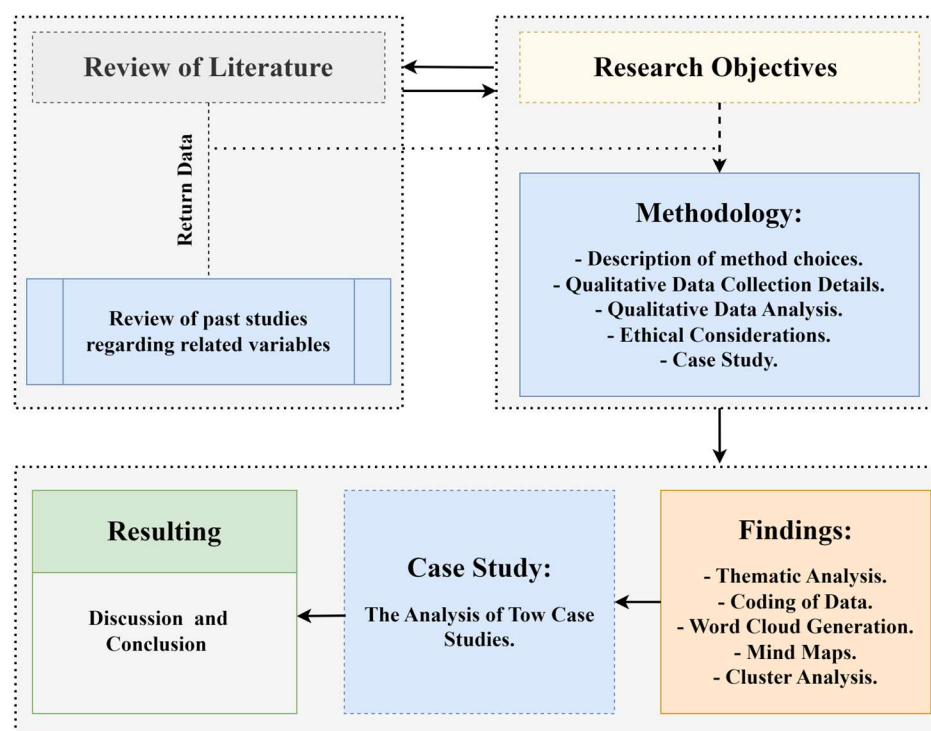 Review of Literature
Return Data
Review of past studies
regarding related variables
Research Objectives
Methodology:
- Description of method choices.
- Qualitative Data Collection Details.
- Qualitative Data Analysis.
- Ethical Considerations.
- Case Study.
Resulting
Discussion and
Conclusion
Case Study:
The Analysis of Tow Case
Studies.
Findings:
- Thematic Analysis.
- Coding of Data.
- Word Cloud Generation.
- Mind Maps.
- Cluster Analysis.